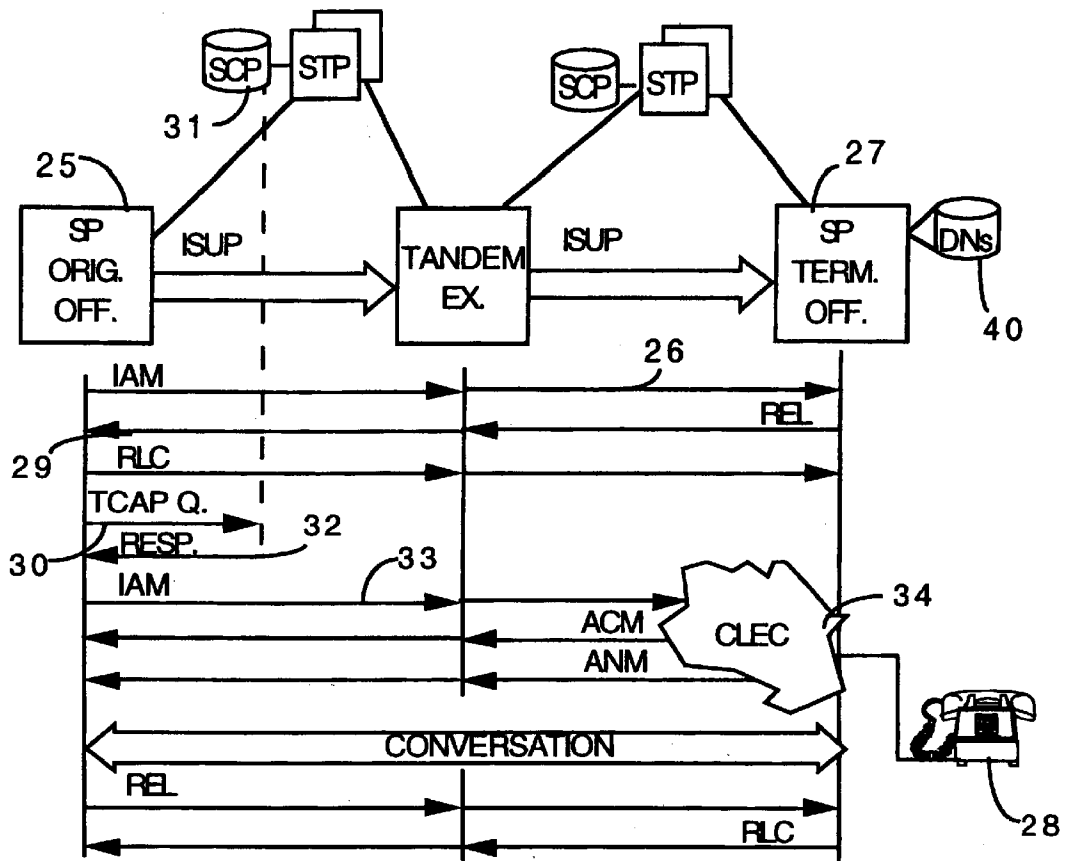 SCP
STP
31
SCP
STP
25
27
SP
ORIG.
OFF.
ISUP
TANDEM
EX.
ISUP
SP
TERM.
OFF.
DNs
40
IAM
26
REL
29
RLC
TCAP Q.
30
RESP.
32
IAM
33
34
ACM
CLEC
ANM
CONVERSATION
REL
28
RLC